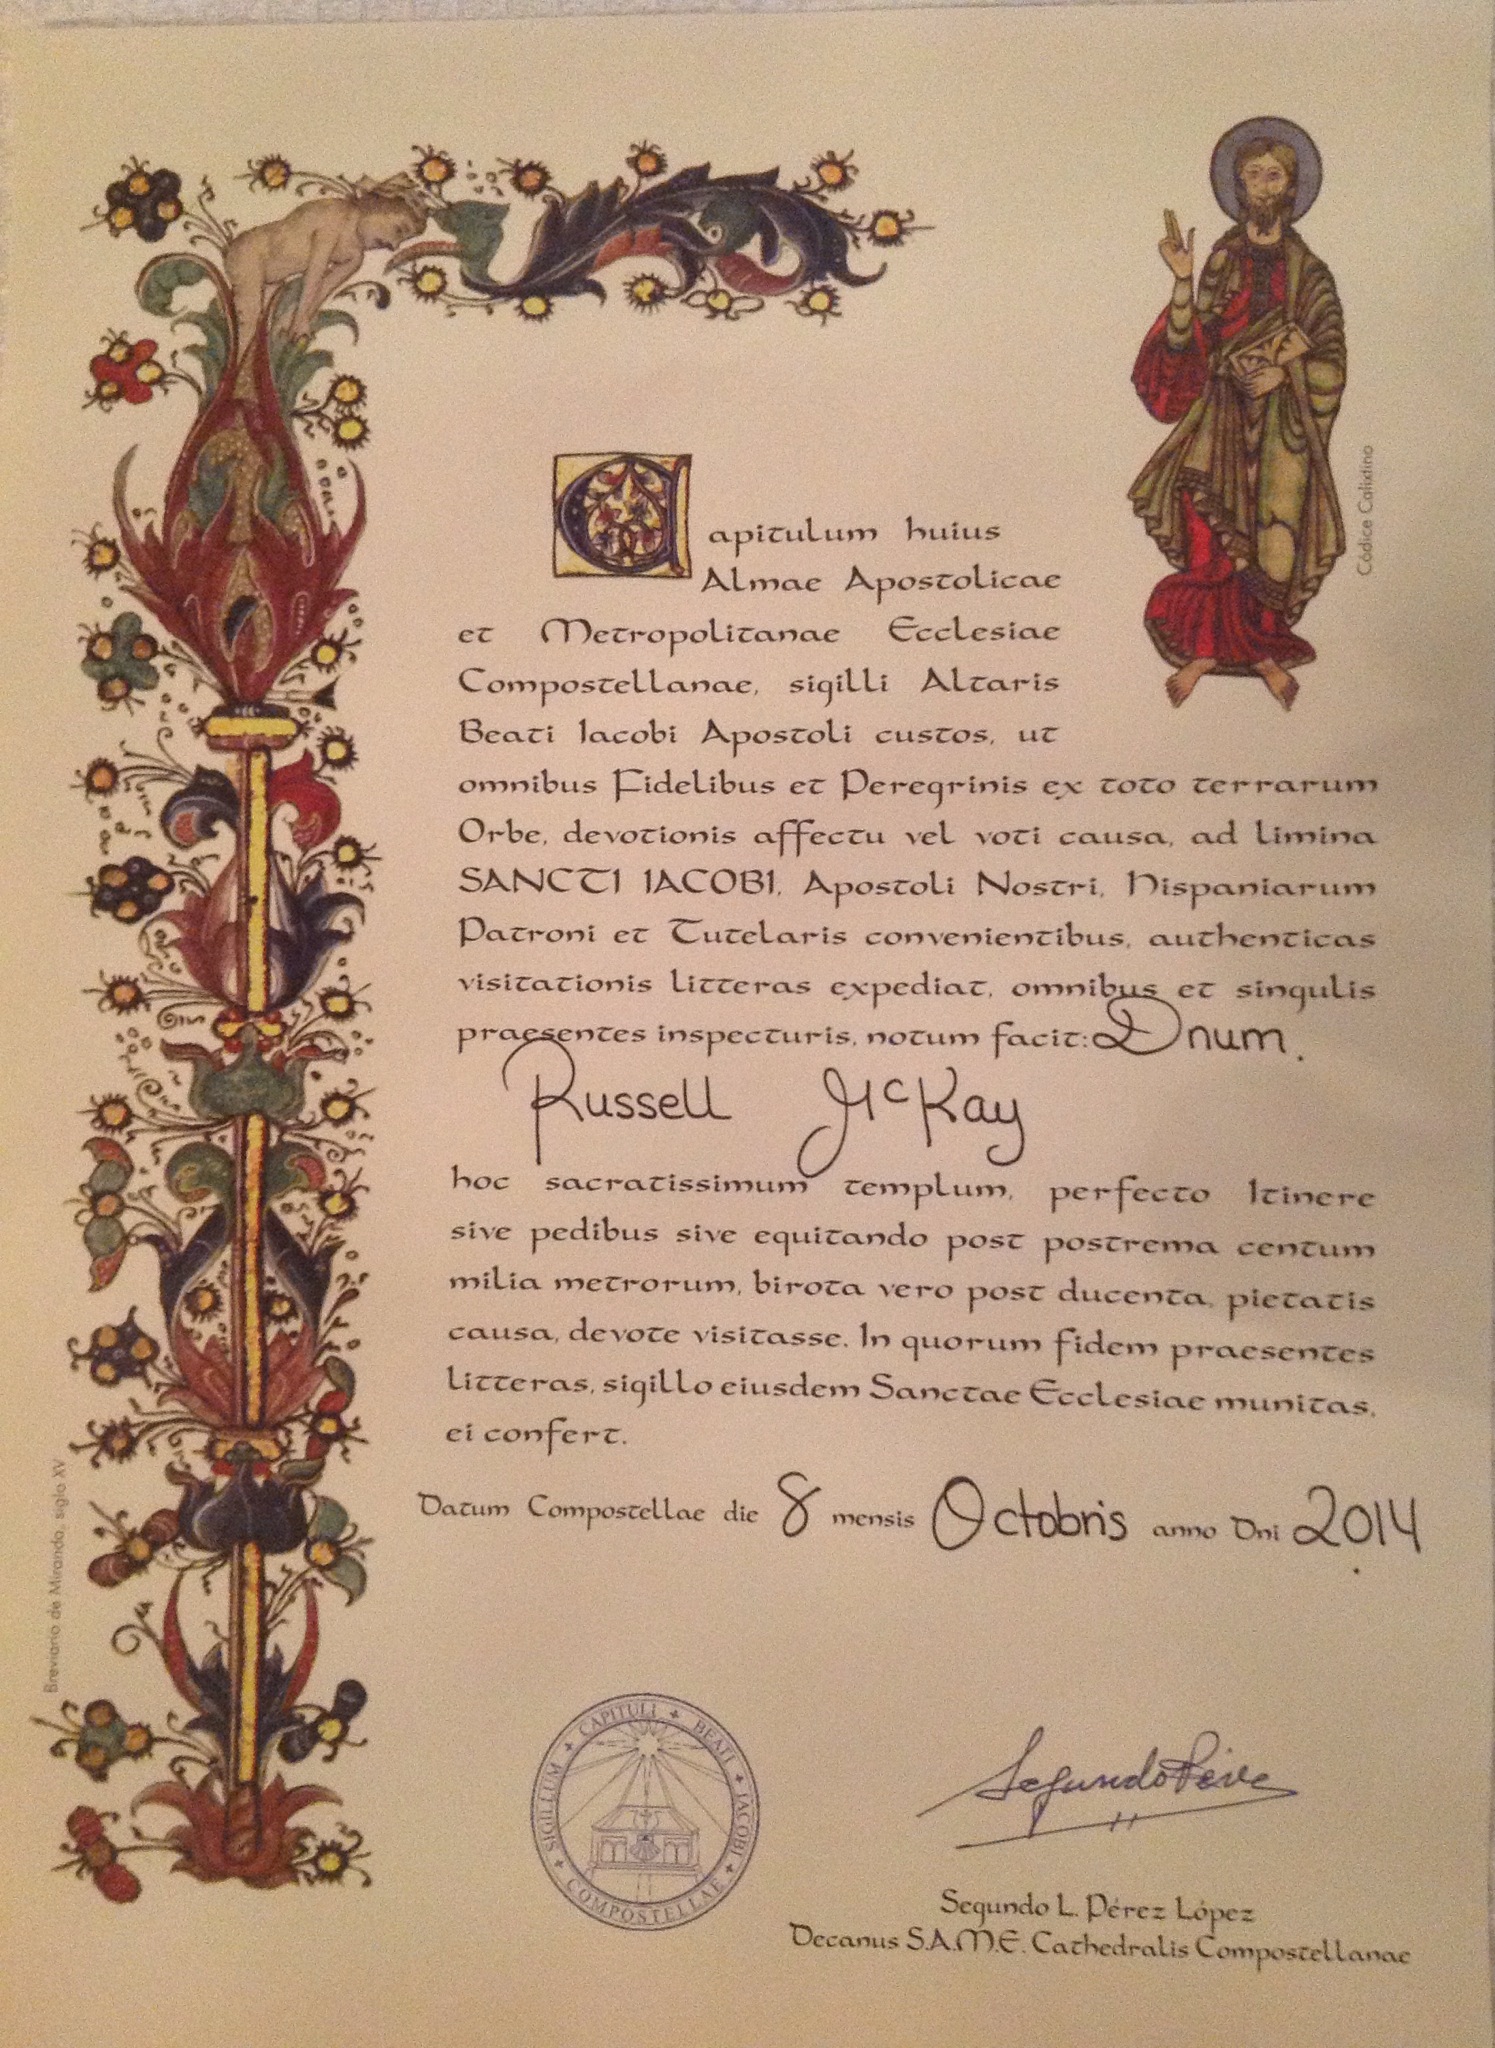 Capitulum huius
Almae Apostolicae
et Metropolitanae Ecclesiae
Compostellanae, sigilli Altaris
Beati Iacobi Apostoli custos, ut
omnibus Fidelibus et Peregrinis ex toto terrarum
Orbe, devotionis affectu vel voti causa, ad limina
SANCTI IACOBI, Apostoli Nostri, Hispaniarum
Patroni et Tutelaris convenientibus, authenticas
visitationis litteras expediat, omnibus et singulis
praesentes inspecturis, notum facit: Dnum.
Russell McKay
hoc sacratissimum templum, perfecto Itinere
sive pedibus sive equitando post postrema centum
milia metrorum, birota vero post ducenta, pietatis
causa, devote visitasse. In quorum fidem praesentes
litteras, sigillo eiusdem Sanctae Ecclesiae munitas,
ei confert.
Datum Compostellae die 8 mensis Octobris anno Dni 2014
Códice Calixtino
Breviario de Miranda, siglo XV
SIGILLUM + CAPITULI + BEATI + IACOBI + COMPOSTELLAE +
Segundo Pérez
Segundo L. Pérez López
Decanus S.A.M.E. Cathedralis Compostellanae